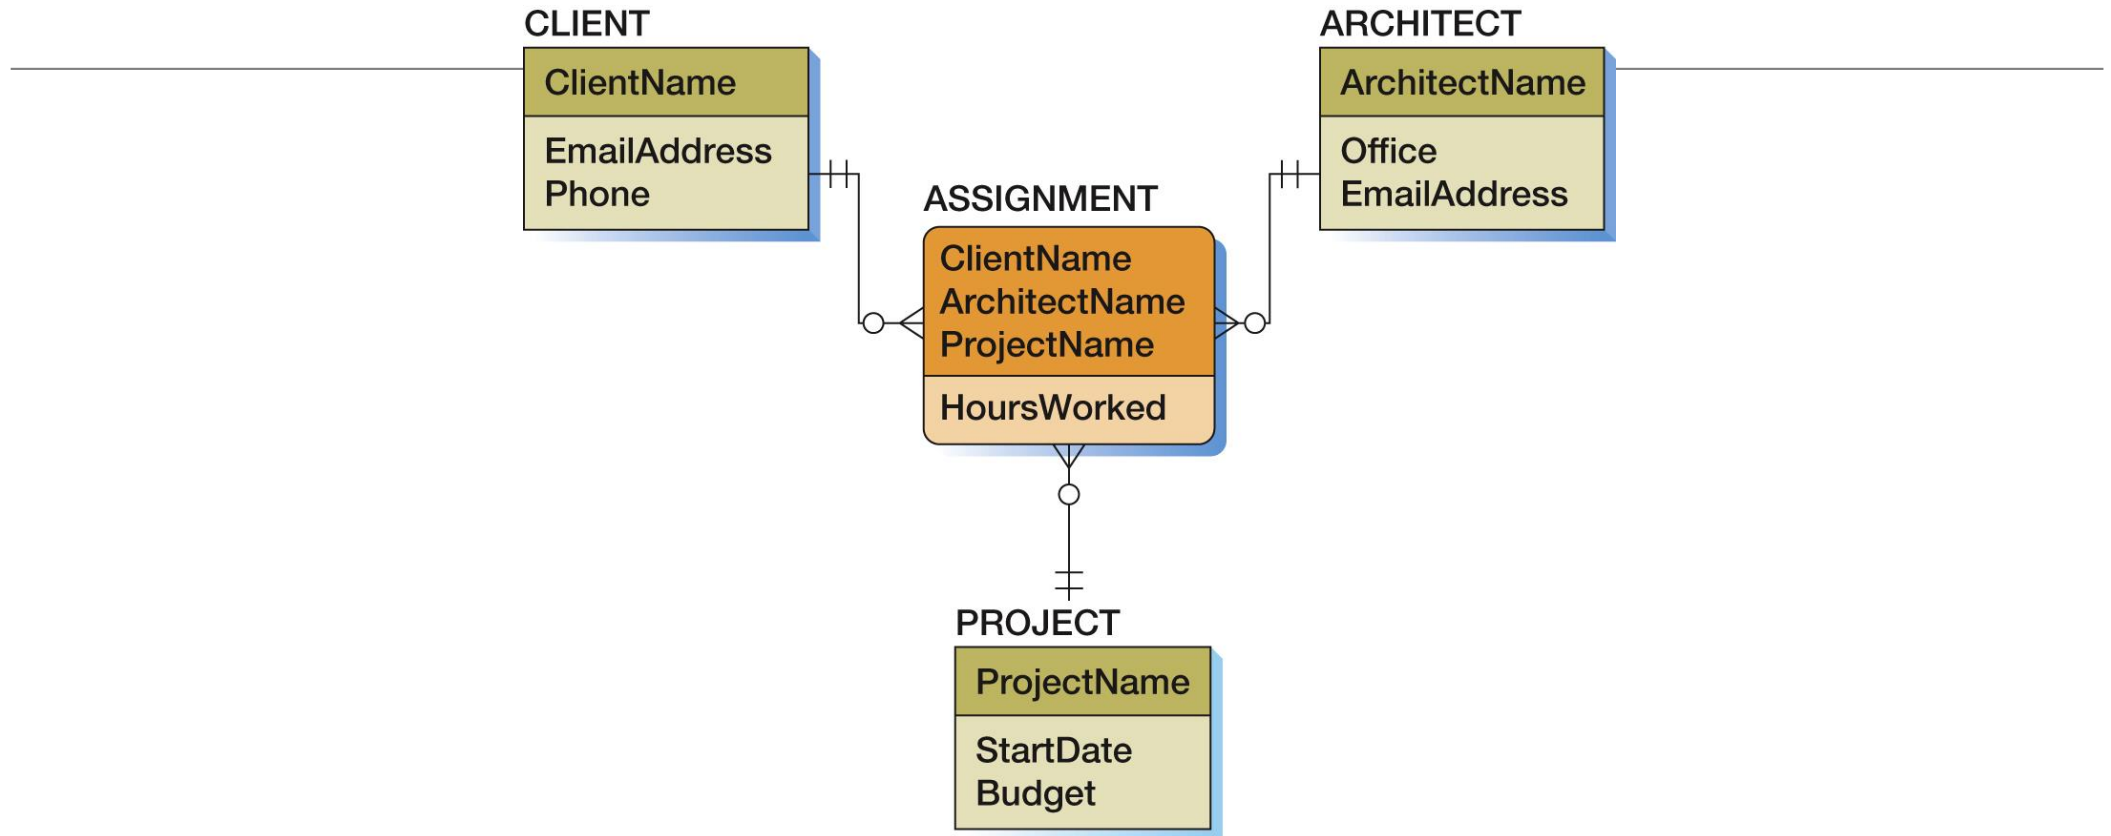 CLIENT
ClientName
EmailAddress
Phone
ARCHITECT
ArchitectName
Office
EmailAddress
ASSIGNMENT
ClientName
ArchitectName
ProjectName
HoursWorked
PROJECT
ProjectName
StartDate
Budget